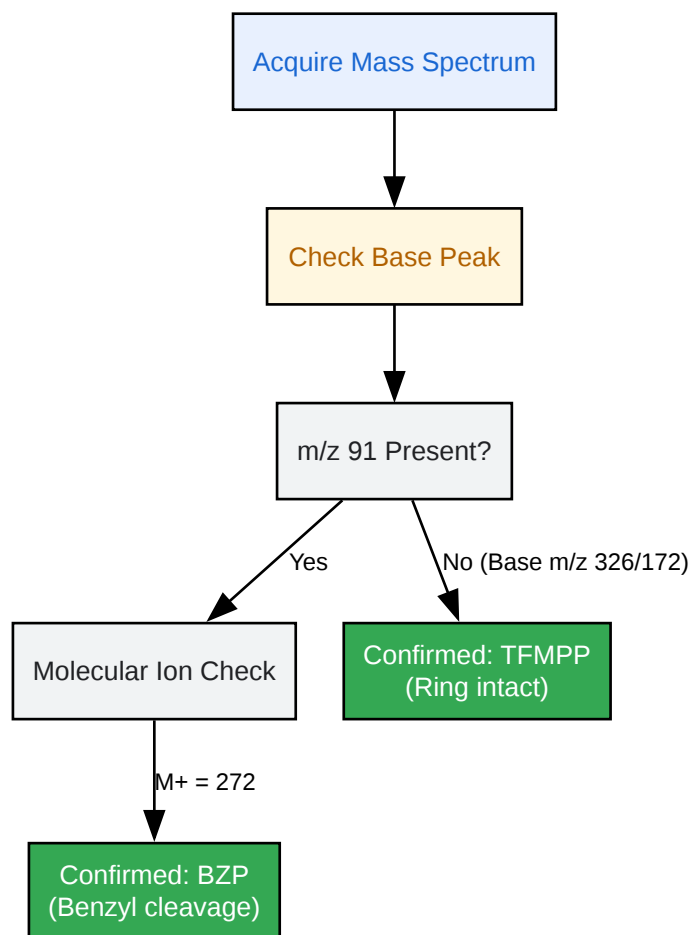 Acquire Mass Spectrum
Check Base Peak
m/z 91 Present?
Yes
No (Base m/z 326/172)
Molecular Ion Check
Confirmed: TFMPP
(Ring intact)
M+ = 272
Confirmed: BZP
(Benzyl cleavage)